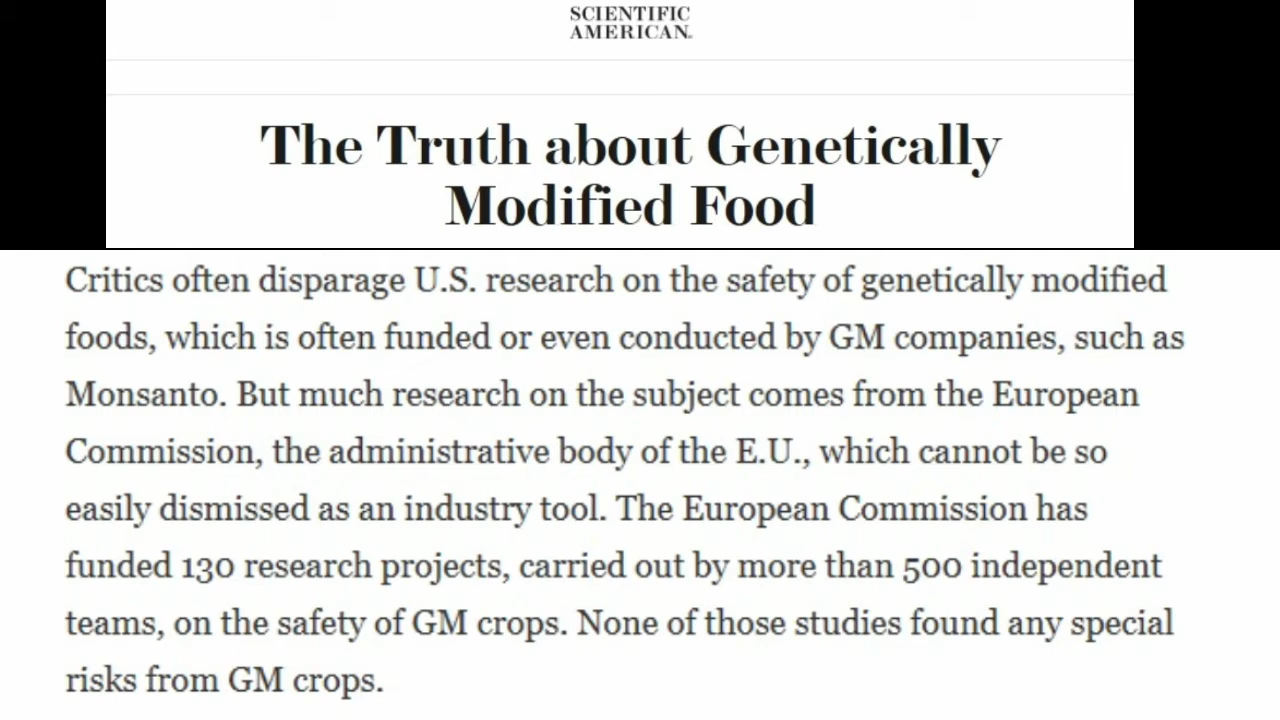 SCIENTIFIC
AMERICAN.
The Truth about Genetically
Modified Food
Critics often disparage U.S. research on the safety of genetically modified
foods, which is often funded or even conducted by GM companies, such as
Monsanto. But much research on the subject comes from the European
Commission, the administrative body of the E.U., which cannot be so
easily dismissed as an industry tool. The European Commission has
funded 130 research projects, carried out by more than 500 independent
teams, on the safety of GM crops. None of those studies found any special
risks from GM crops.